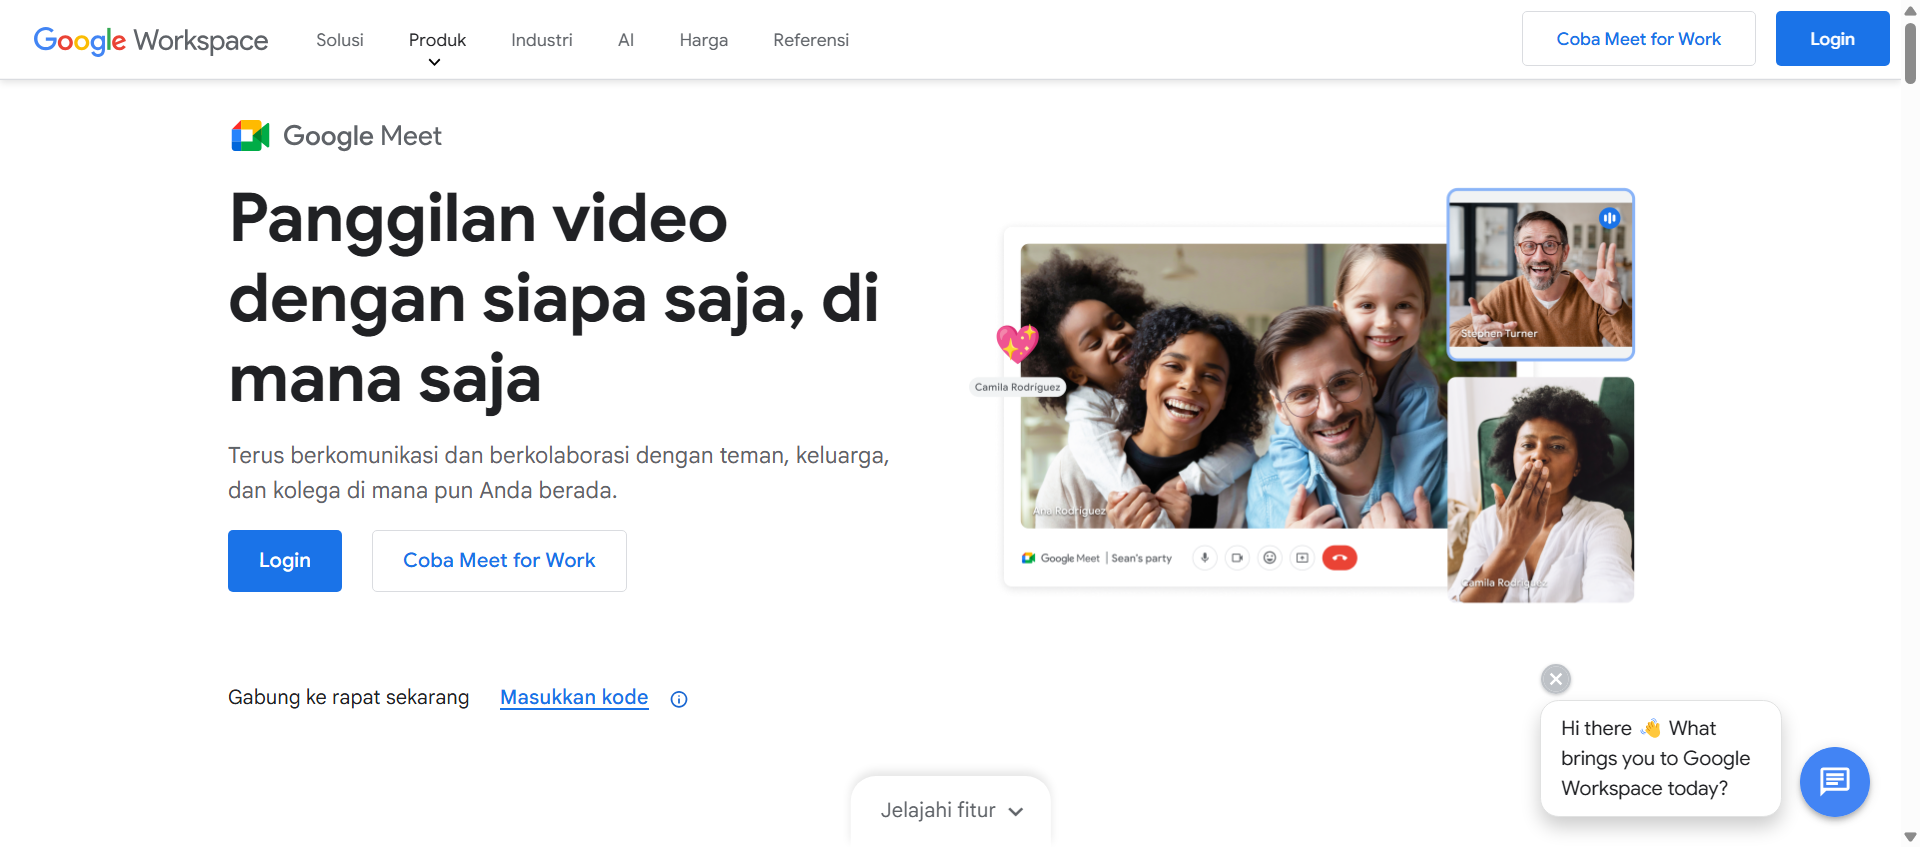 Google Workspace
Solusi
Produk
Industri
AI
Harga
Referensi
Coba Meet for Work
Login
Google Meet
Panggilan video
dengan siapa saja, di
mana saja
Terus berkomunikasi dan berkolaborasi dengan teman, keluarga,
dan kolega di mana pun Anda berada.
Login
Coba Meet for Work
Gabung ke rapat sekarang
Masukkan kode
Stephen Turner
Camila Rodriguez
Ana Rodriguez
Google Meet | Sean's party
Camila Rodriguez
Jelajahi fitur
Hi there 👋 What
brings you to Google
Workspace today?